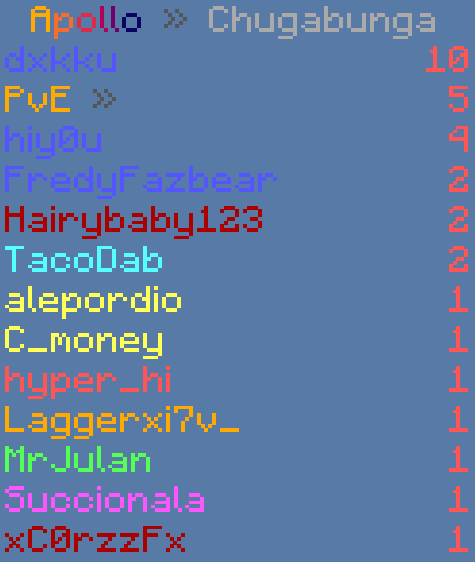 Apollo » Chugabunga
dxkku 10
PvE » 5
hiy0u 4
FredyFazbear 2
Hairybaby123 2
TacoDab 2
alepordio 1
C_money 1
hyper_hi 1
Laggerxi7v_ 1
MrJulan 1
Succionala 1
xC0rzzFx 1